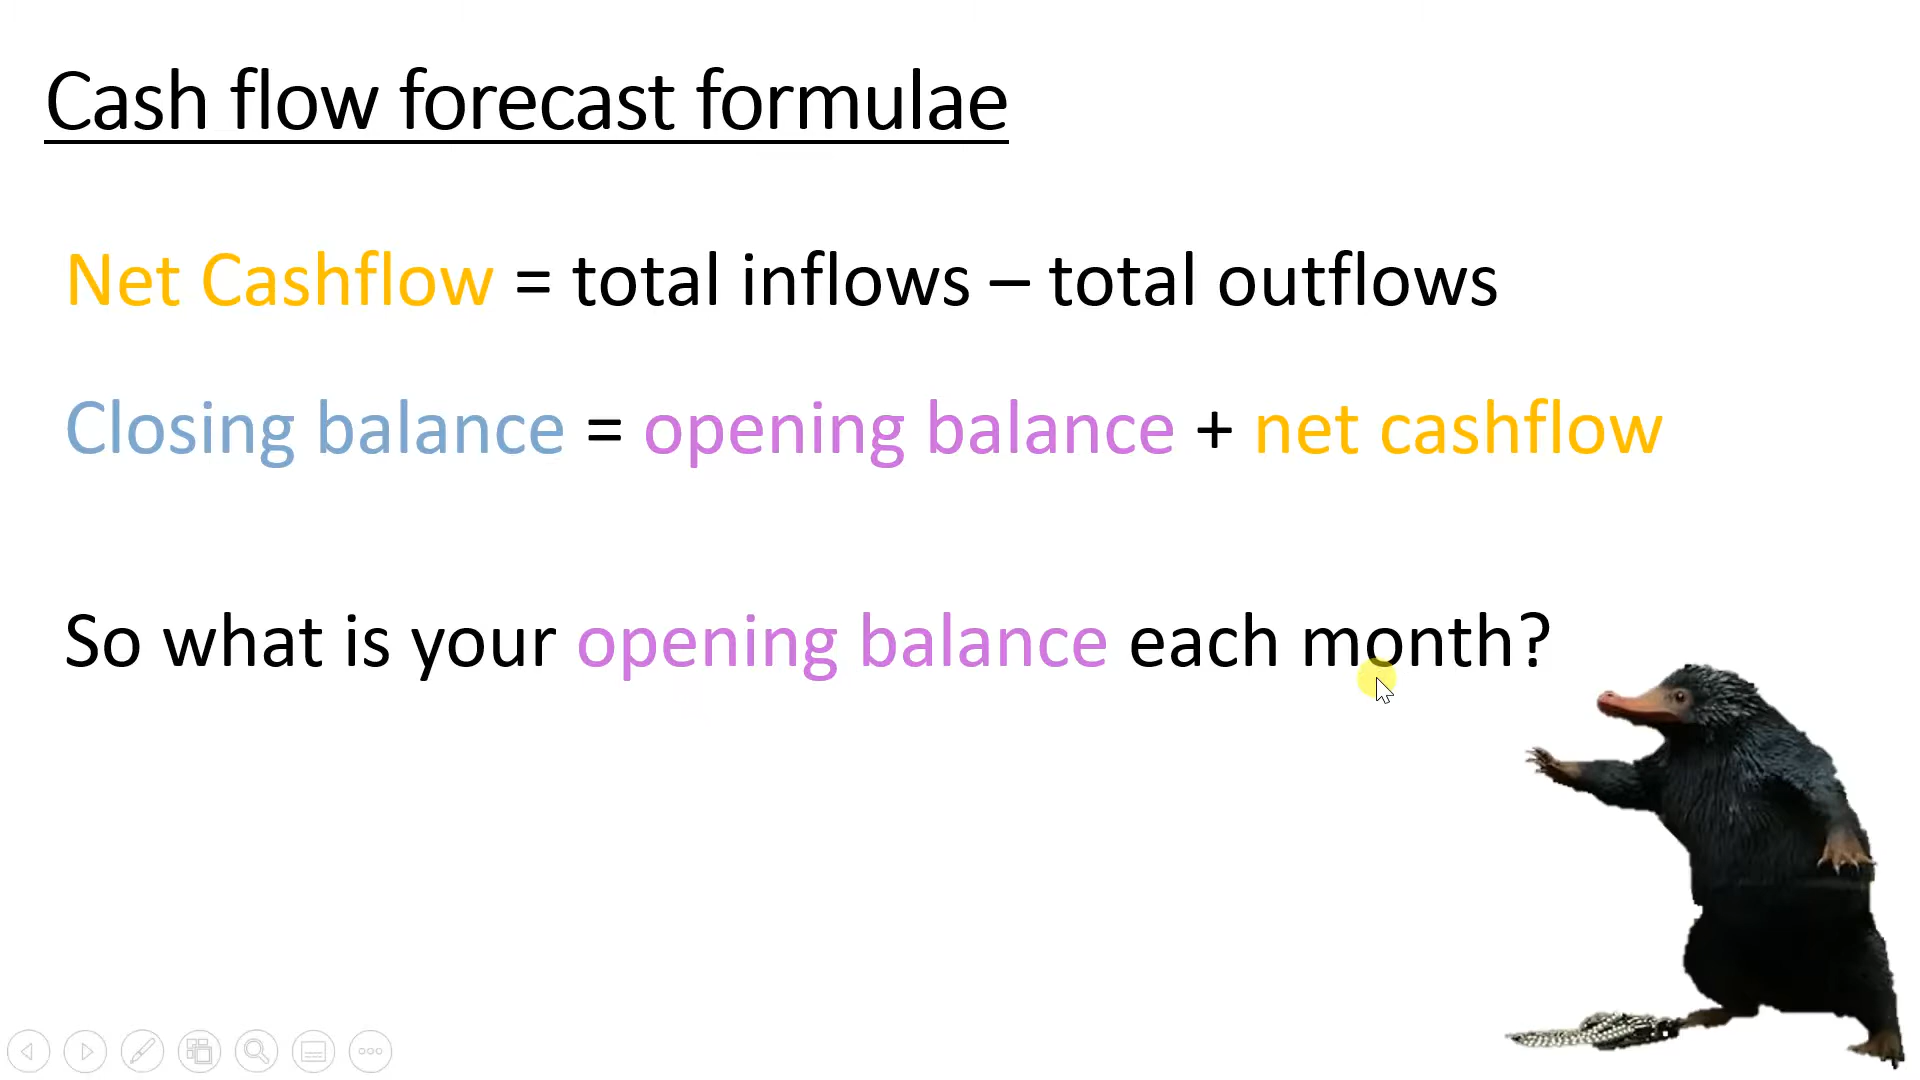 Cash flow forecast formulae
Net Cashflow = total inflows – total outflows
Closing balance = opening balance + net cashflow
So what is your opening balance each month?